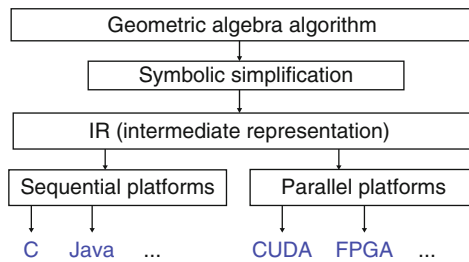 Geometric algebra algorithm
Symbolic simplification
IR (intermediate representation)
Sequential platforms Parallel platforms
C Java ... CUDA FPGA ...